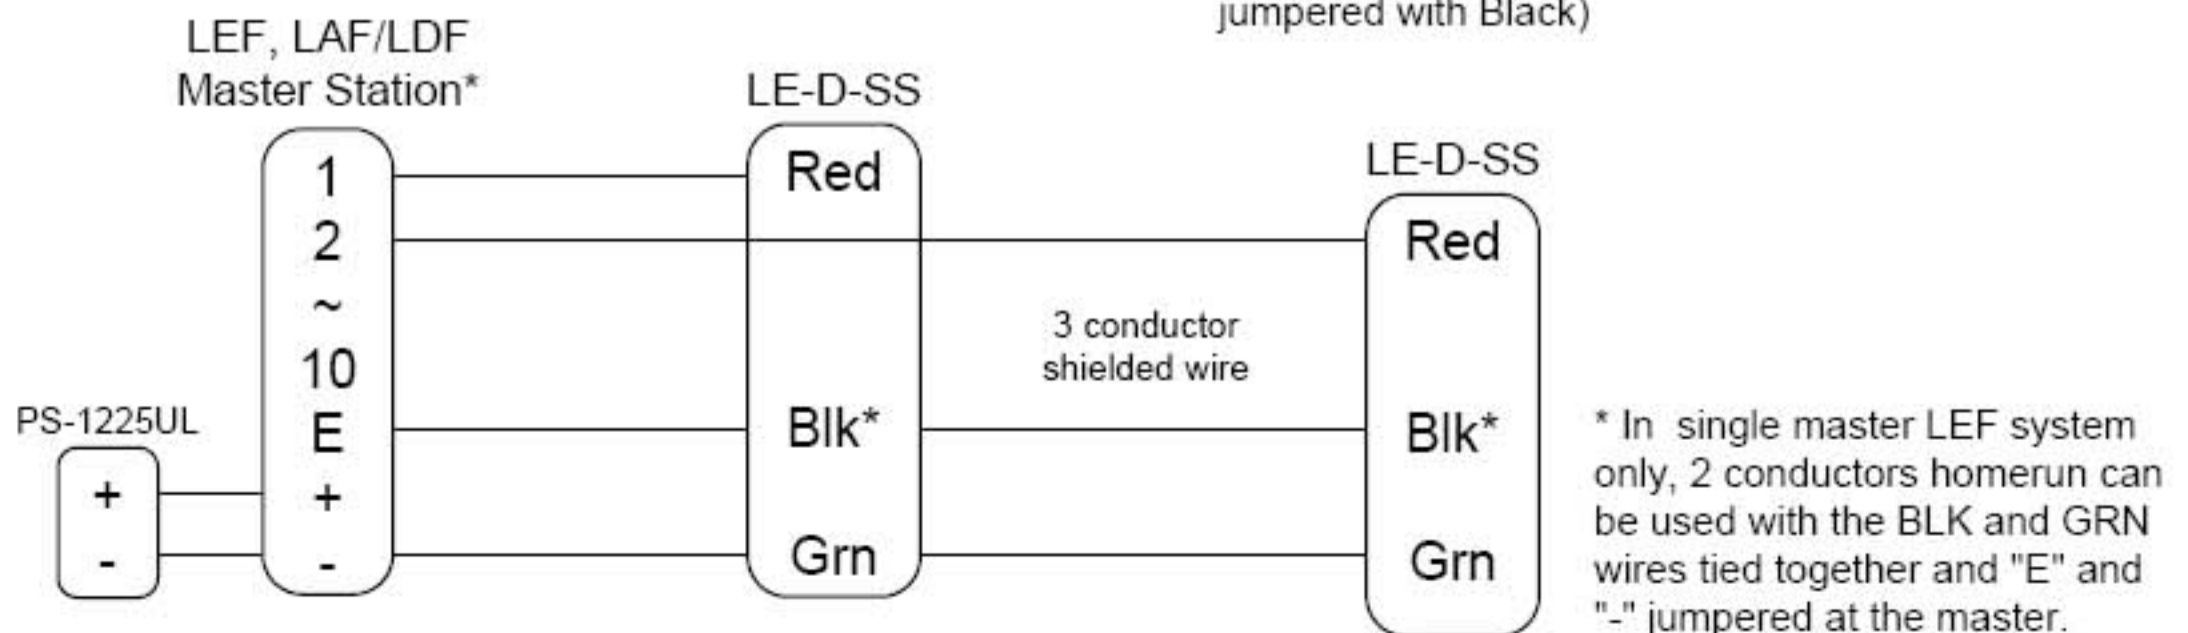 jumpered with Black)
LEF, LAF/LDF
Master Station*
1
2
~
10
E
+
-
PS-1225UL
+
-
LE-D-SS
Red
Blk*
Grn
3 conductor
shielded wire
LE-D-SS
Red
Blk*
Grn
* In single master LEF system
only, 2 conductors homerun can
be used with the BLK and GRN
wires tied together and "E" and
"-" jumpered at the master.